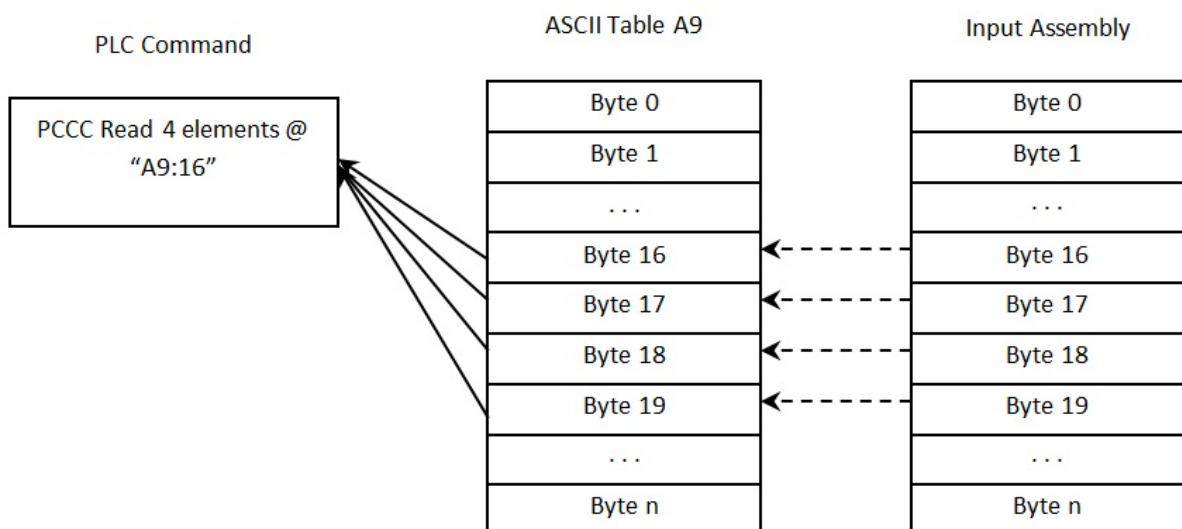 PLC Command
PCCC Read 4 elements @
“A9:16”
ASCII Table A9
Byte 0
Byte 1
. . .
Byte 16
Byte 17
Byte 18
Byte 19
. . .
Byte n
Input Assembly
Byte 0
Byte 1
. . .
Byte 16
Byte 17
Byte 18
Byte 19
. . .
Byte n